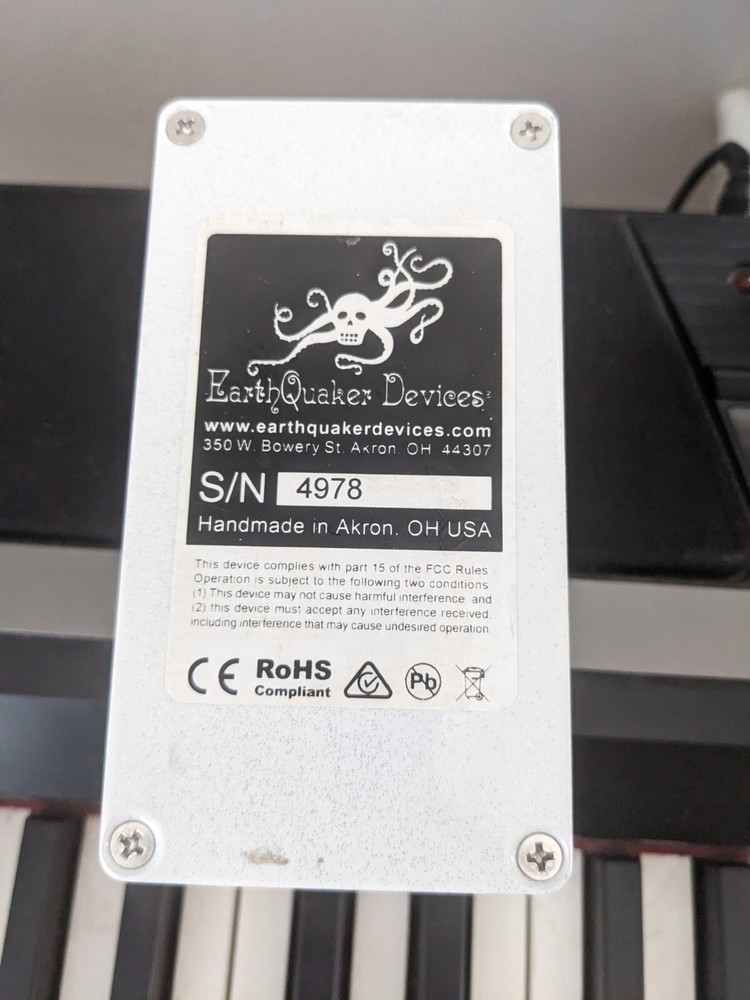 EarthQuaker Devices
www.earthquakerdevices.com
350 W. Bowery St. Akron. OH 44307
S/N 4978
Handmade in Akron. OH USA
This device complies with part 15 of the FCC Rules
Operation is subject to the following two conditions
(1) This device may not cause harmful interference and
(2) this device must accept any interference received,
including interference that may cause undesired operation.
CE RoHS
Compliant
Pb